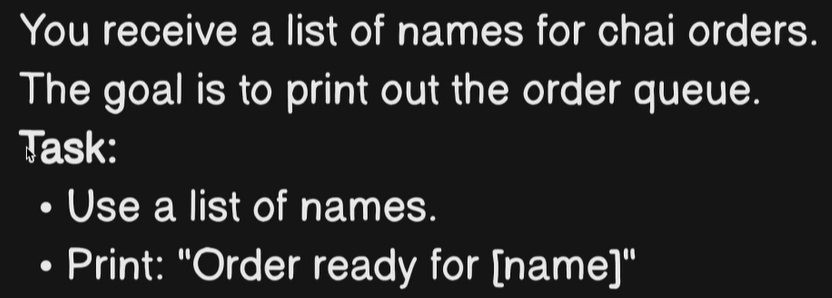 You receive a list of names for chai orders.
The goal is to print out the order queue.
Task:
• Use a list of names.
• Print: "Order ready for [name]"